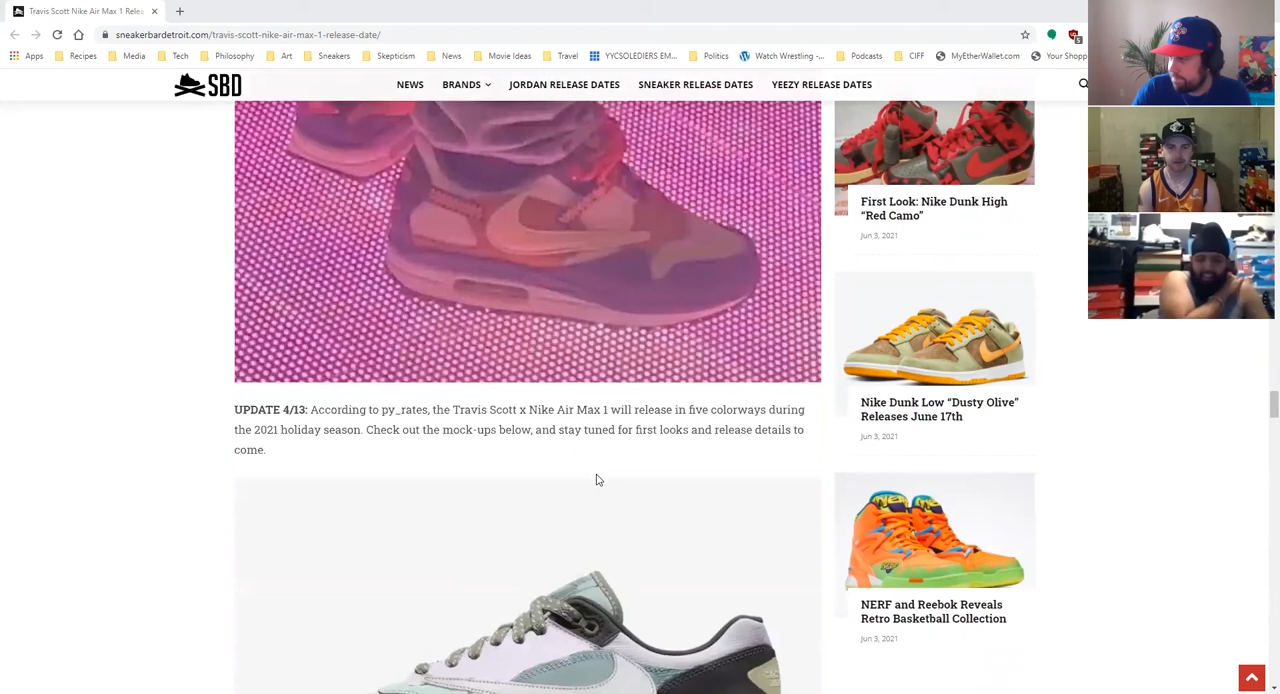 Travis Scott Nike Air Max 1 Relea
sneakerbardetroit.com/travis-scott-nike-air-max-1-release-date/
Apps Recipes Media Tech Philosophy Art Sneakers Skepticism News Movie Ideas Travel YYCSOLEDIERS EM... Politics Watch Wrestling -... Podcasts CIFF MyEtherWallet.com Your Shopp
SBD
NEWS BRANDS JORDAN RELEASE DATES SNEAKER RELEASE DATES YEEZY RELEASE DATES
First Look: Nike Dunk High
“Red Camo”
Jun 3, 2021
Nike Dunk Low “Dusty Olive”
Releases June 17th
Jun 3, 2021
UPDATE 4/13: According to py_rates, the Travis Scott x Nike Air Max 1 will release in five colorways during
the 2021 holiday season. Check out the mock-ups below, and stay tuned for first looks and release details to
come.
NERF and Reebok Reveals
Retro Basketball Collection
Jun 3, 2021